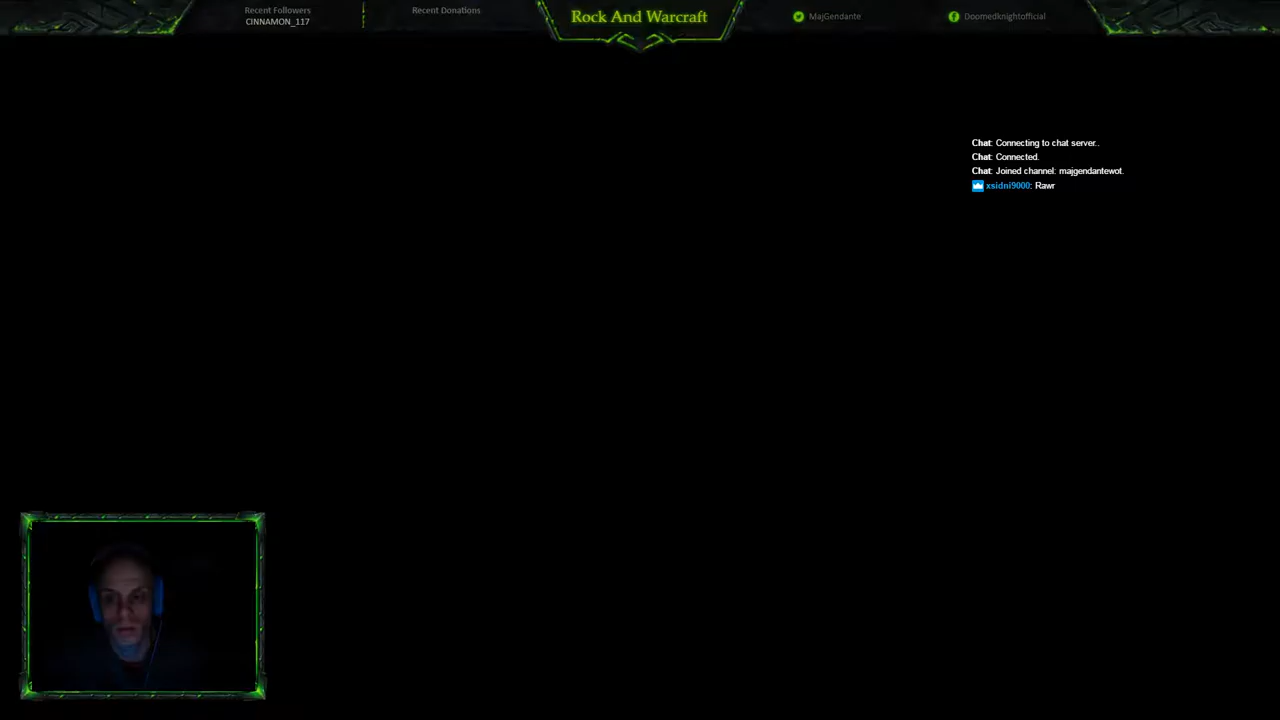 Recent Followers
CINNAMON_117
Recent Donations
Rock And Warcraft
MajGendante
Doomedknightofficial
Chat: Connecting to chat server..
Chat: Connected.
Chat: Joined channel: majgendantewot.
xsidni9000: Rawr